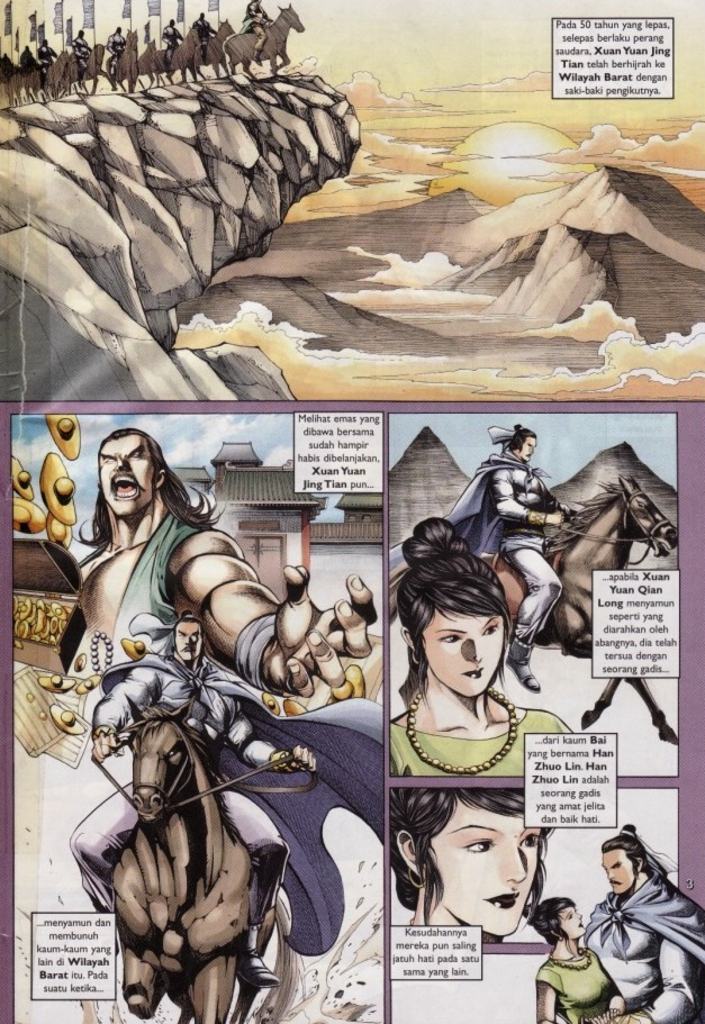 Pada 50 tahun yang lepas,
selepas berlaku perang
saudara, Xuan Yuan Jing
Tian telah berhijrah ke
Wilayah Barat dengan
saki-baki pengikutnya.
Melihat emas yang
dibawa bersama
sudah hampir
habis dibelanjakan,
Xuan Yuan
Jing Tian pun...
...menyamun dan
membunuh
kaum-kaum yang
lain di Wilayah
Barat itu. Pada
suatu ketika...
...apabila Xuan
Yuan Qian
Long menyamun
seperti yang
diarahkan oleh
abangnya, dia telah
tersua dengan
seorang gadis...
...dari kaum Bai
yang bernama Han
Zhuo Lin. Han
Zhuo Lin adalah
seorang gadis
yang amat jelita
dan baik hati.
Kesudahannya
mereka pun saling
jatuh hati pada satu
sama yang lain.
3